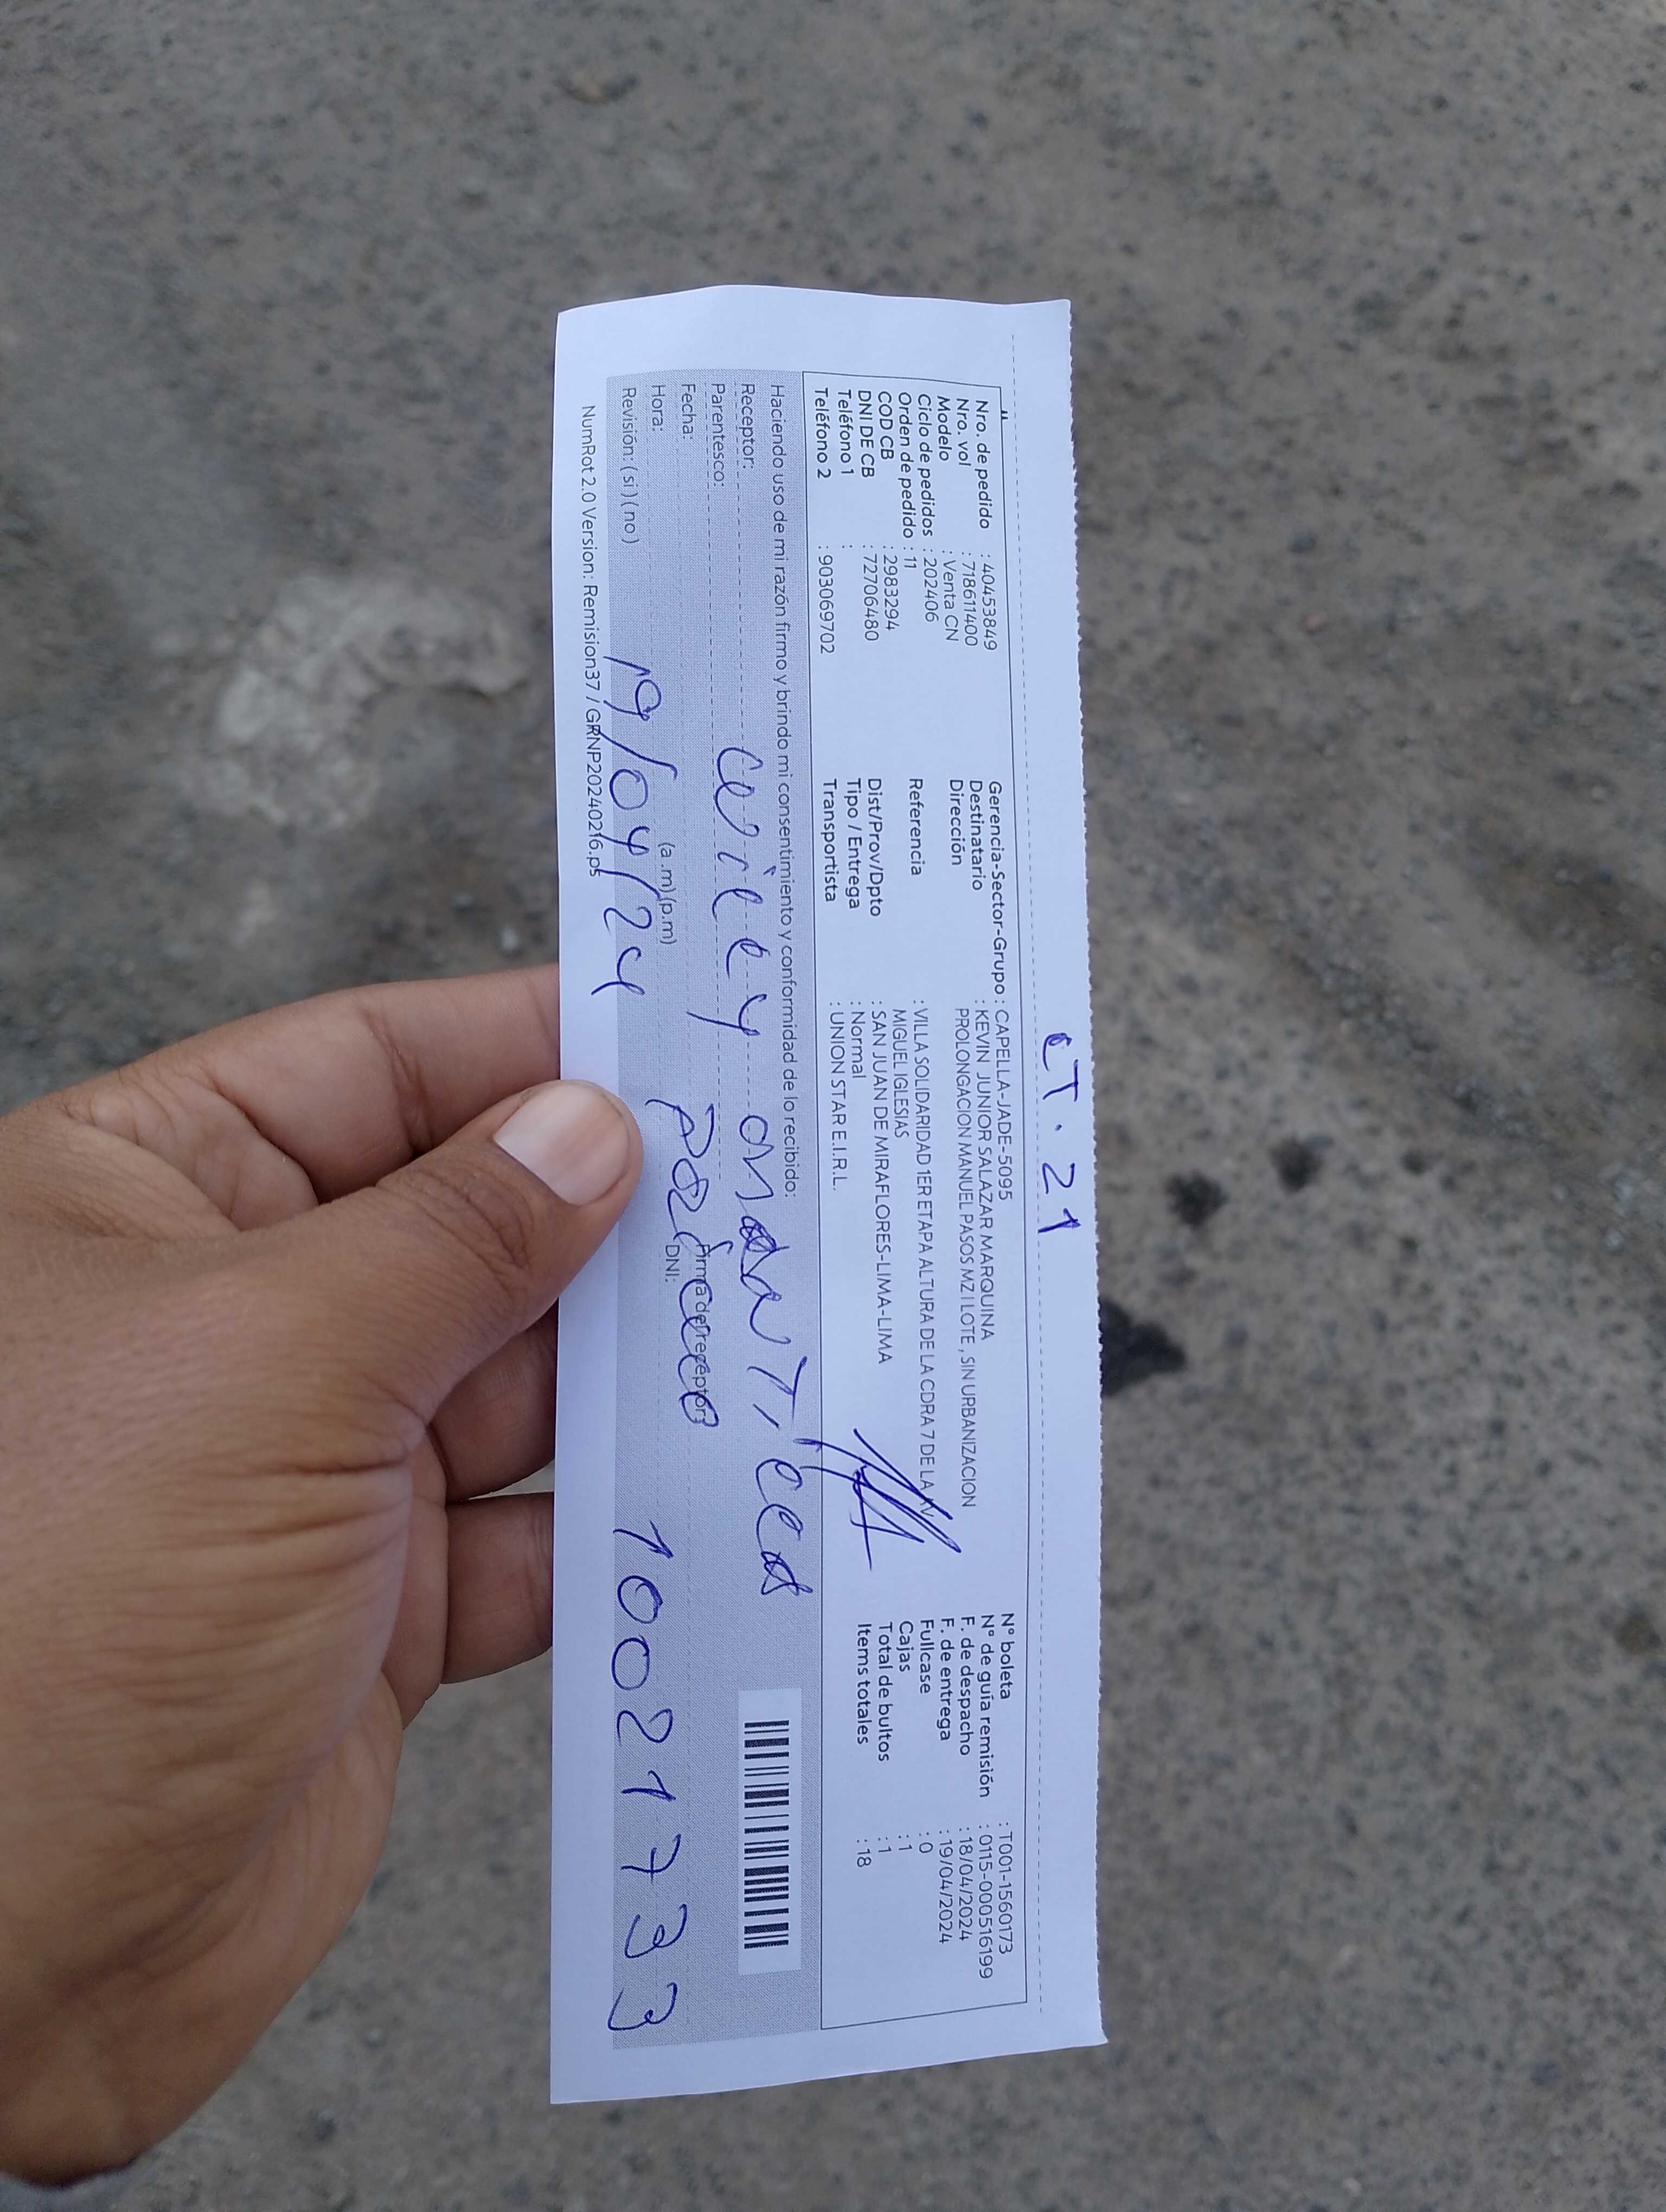 CT. 21
Nro. de pedido : 40453849
Nro. vol : 718611400
Modelo : Venta CN
Ciclo de pedidos : 202406
Orden de pedido : 11
COD CB : 2983294
DNI DE CB : 72706480
Teléfono 1 :
Teléfono 2 : 903069702
Gerencia-Sector-Grupo : CAPELLA-JADE-5095
Destinatario : KEVIN JUNIOR SALAZAR MARQUINA
Dirección PROLONGACION MANUEL PASOS MZ I LOTE , SIN URBANIZACION
Referencia : VILLA SOLIDARIDAD 1ER ETAPA ALTURA DE LA CDRA 7 DE LA AV
MIGUEL IGLESIAS
Dist/Prov/Dpto : SAN JUAN DE MIRAFLORES-LIMA-LIMA
Tipo / Entrega : Normal
Transportista : UNION STAR E.I.R.L.
N° boleta : T001-1560173
N° de guía remisión : 0115-000516199
F. de despacho : 18/04/2024
F. de entrega : 19/04/2024
Fullcase : 0
Cajas : 1
Total de bultos : 1
Items totales : 18
Haciendo uso de mi razón firmo y brindo mi consentimiento y conformidad de lo recibido:
Receptor:
Parentesco:
Fecha:
Hora: (a.m)(p.m)
Firma del receptor:
DNI:
Revisión: ( si ) ( no )
19/04/24
10021733
NumRot 2.0 Version: Remision37 / GRNP20240216.ps